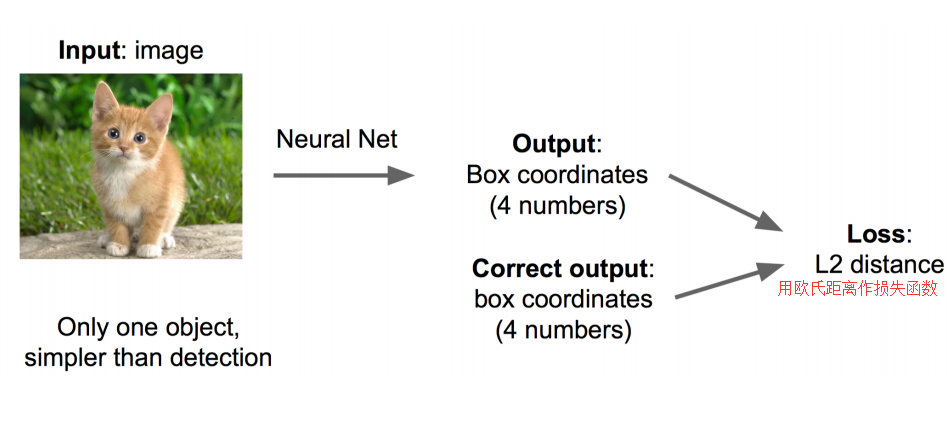 Input: image
Neural Net
Output:
Box coordinates
(4 numbers)
Correct output:
box coordinates
(4 numbers)
Loss:
L2 distance
用欧氏距离作损失函数
Only one object,
simpler than detection